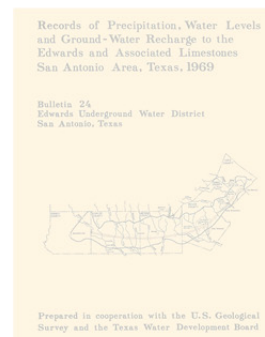 Records of Precipitation, Water Levels
and Ground-Water Recharge to the
Edwards and Associated Limestones
San Antonio Area, Texas, 1969
Bulletin 24
Edwards Underground Water District
San Antonio, Texas
Prepared in cooperation with the U.S. Geological
Survey and the Texas Water Development Board